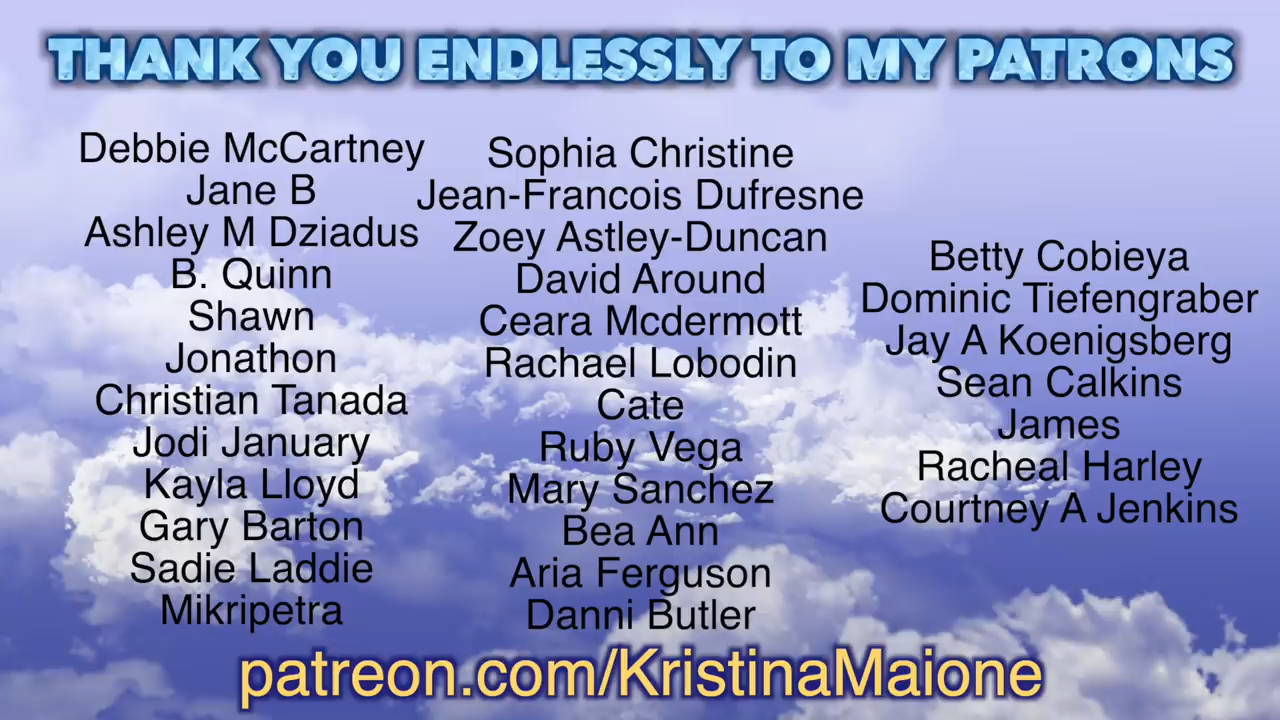 THANK YOU ENDLESSLY TO MY PATRONS
Debbie McCartney
Jane B
Ashley M Dziadus
B. Quinn
Shawn
Jonathon
Christian Tanada
Jodi January
Kayla Lloyd
Gary Barton
Sadie Laddie
Mikripetra
Sophia Christine
Jean-Francois Dufresne
Zoey Astley-Duncan
David Around
Ceara Mcdermott
Rachael Lobodin
Cate
Ruby Vega
Mary Sanchez
Bea Ann
Aria Ferguson
Danni Butler
Betty Cobieya
Dominic Tiefengraber
Jay A Koenigsberg
Sean Calkins
James
Racheal Harley
Courtney A Jenkins
patreon.com/KristinaMaione